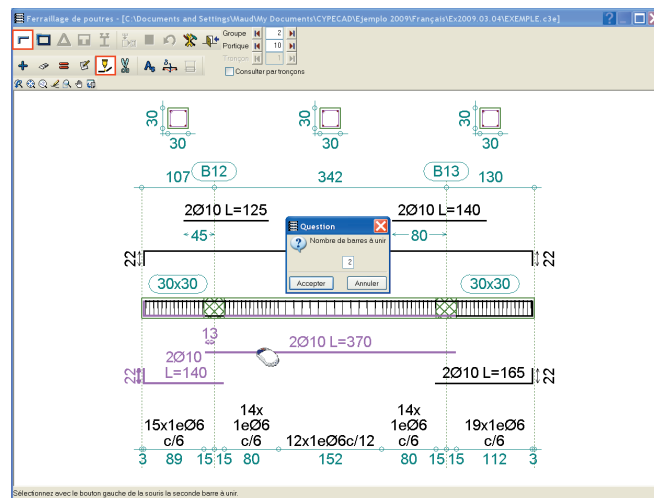 Ferraillage de poutres - [C:\Documents and Settings\Maud\My Documents\CYPECAD\Ejemplo 2009\Français\Ex2009.03.04\EXEMPLE.c3e]
Groupe 2
Portique 10
Tronçon 1
Consulter par tronçons
30 30 30
30 30 30
107 B12 342 B13 130
2Ø10 L=125 2Ø10 L=140
45 80
22 22
Question
Nombre de barres à unir
2
Accepter Annuler
30x30 30x30
13
2Ø10 L=370
2Ø10
L=140
22
2Ø10 L=165
22
15x1eØ6
c/6
14x
1eØ6
c/6
12x1eØ6c/12
14x
1eØ6
c/6
19x1eØ6
c/6
3 89 15 15 80 152 80 15 15 112 3
Sélectionnez avec le bouton gauche de la souris la seconde barre à unir.